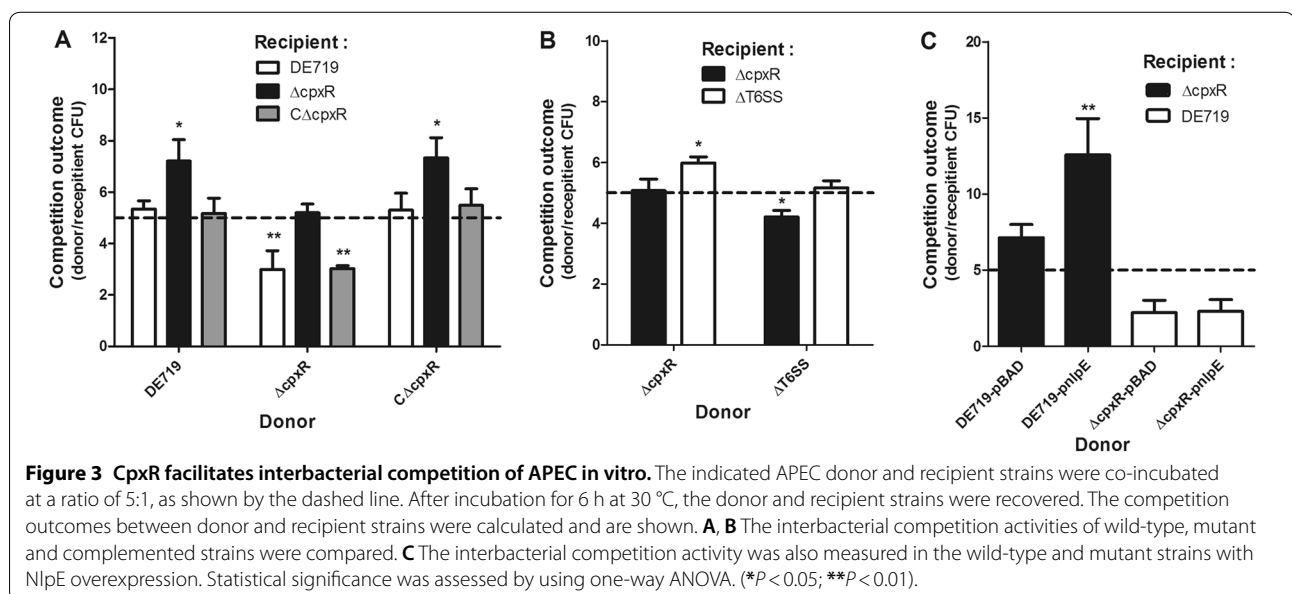 A
Recipient :
DE719
ΔcpxR
CΔcpxR
Competition outcome
(donor/recepitient CFU)
12
10
8
6
4
2
0
*
**
**
*
DE719
ΔcpxR
CΔcpxR
Donor
B
Recipient :
ΔcpxR
ΔT6SS
Competition outcome
(donor/recepitient CFU)
10
8
6
4
2
0
*
*
ΔcpxR
ΔT6SS
Donor
C
Recipient :
ΔcpxR
DE719
Competition outcome
(donor/recepitient CFU)
20
15
10
5
0
**
DE719-pBAD
DE719-pnlpE
ΔcpxR-pBAD
ΔcpxR-pnlpE
Donor
Figure 3 CpxR facilitates interbacterial competition of APEC in vitro. The indicated APEC donor and recipient strains were co-incubated
at a ratio of 5:1, as shown by the dashed line. After incubation for 6 h at 30 °C, the donor and recipient strains were recovered. The competition
outcomes between donor and recipient strains were calculated and are shown. A, B The interbacterial competition activities of wild-type, mutant
and complemented strains were compared. C The interbacterial competition activity was also measured in the wild-type and mutant strains with
NlpE overexpression. Statistical significance was assessed by using one-way ANOVA. (*P < 0.05; **P < 0.01).